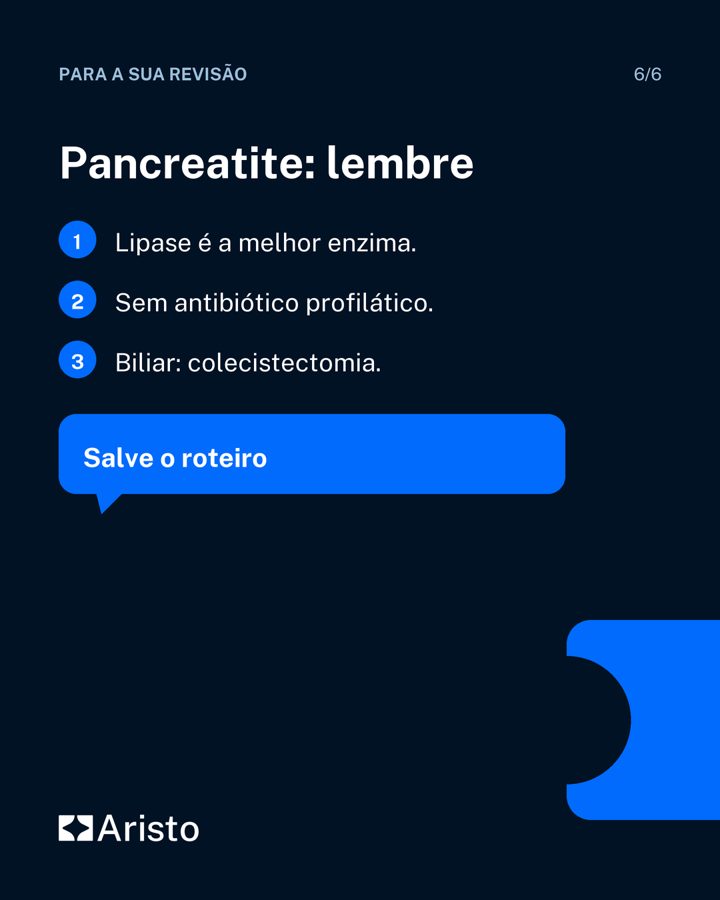 PARA A SUA REVISÃO
6/6
Pancreatite: lembre
1 Lipase é a melhor enzima.
2 Sem antibiótico profilático.
3 Biliar: colecistectomia.
Salve o roteiro
Aristo